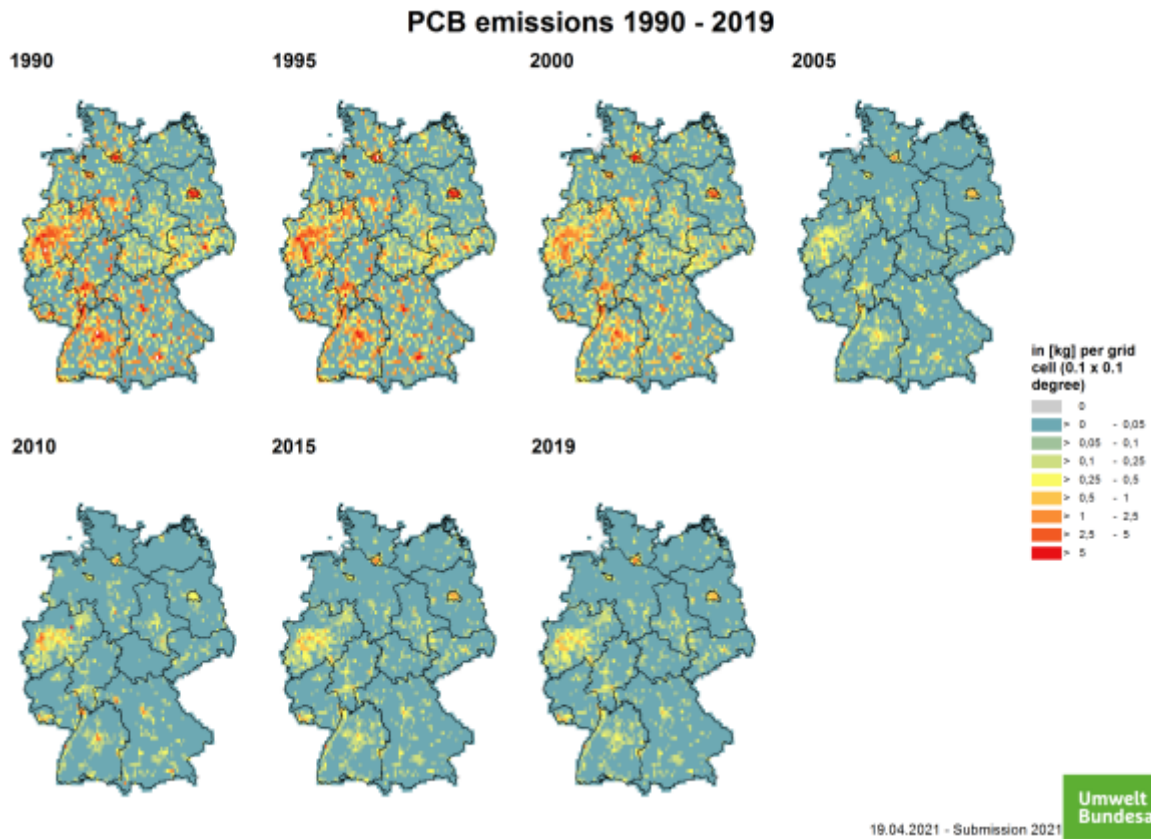 PCB emissions 1990 - 2019
1990
1995
2000
2005
2010
2015
2019
in [kg] per grid
cell (0.1 x 0.1
degree)
0
> 0 - 0,05
> 0,05 - 0,1
> 0,1 - 0,25
> 0,25 - 0,5
> 0,5 - 1
> 1 - 2,5
> 2,5 - 5
> 5
19.04.2021 - Submission 2021
Umwelt
Bundesa